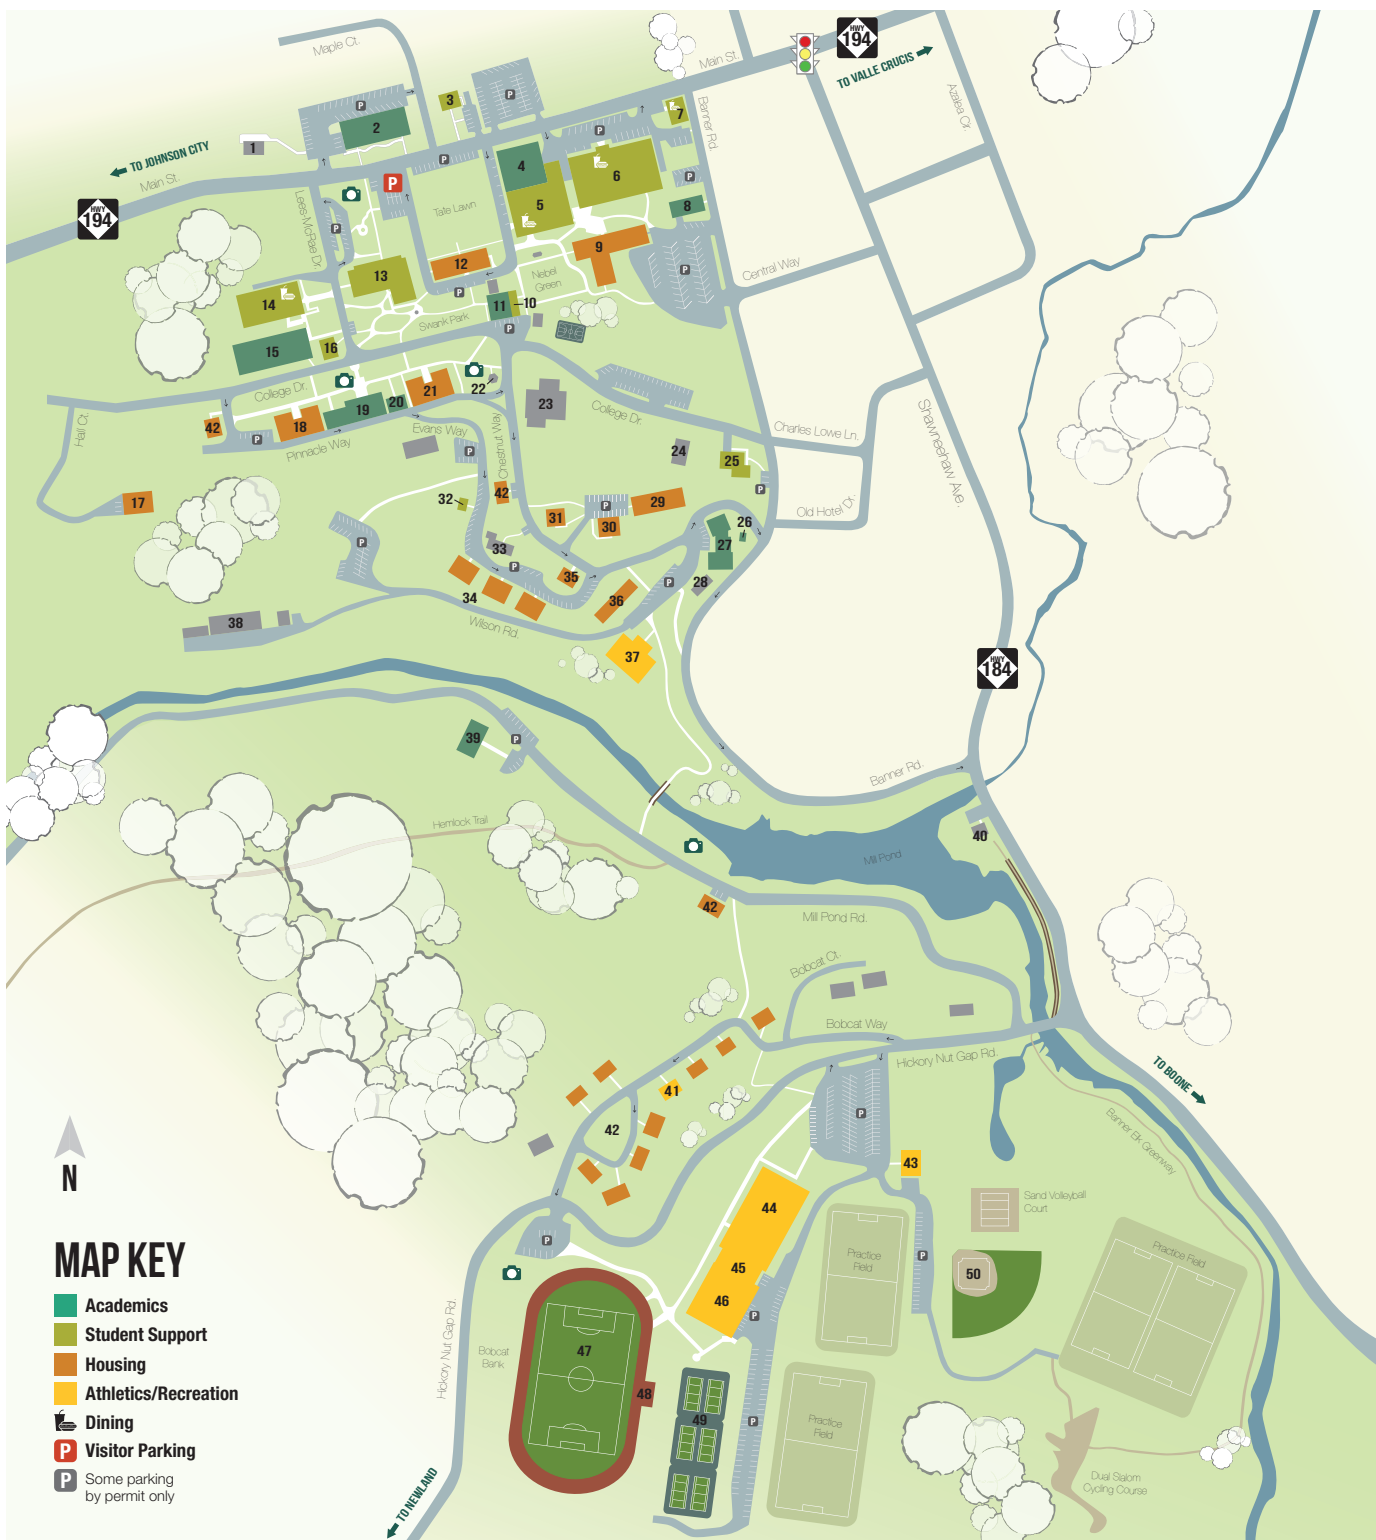 Maple Ct.
HWY
194
Main St.
TO VALLE CRUCIS
Azalea Cir.
Banner Rd.
P
3
P
2
7
P
1
TO JOHNSON CITY
4
P
6
P
Main St.
P
Lees-McRae Dr.
5
8
HWY
194
Tate Lawn
P
9
12
13
Nebel
Green
P
Central Way
14
P
11
10
Swank Park
P
15
16
College Dr.
21
22
23
College Dr.
18
19
20
42
P
Hall Ct.
Pinnacle Way
Evans Way
Chestnut Way
P
24
25
Charles Lowe Ln.
Shawneehaw Ave.
P
17
32
42
31
P
29
30
Old Hotel Dr.
26
27
P
33
P
35
34
36
P
28
38
Wilson Rd.
37
HWY
184
39
P
Banner Rd.
Hemlock Trail
40
Mill Pond
42
Mill Pond Rd.
Bobcat Ct.
Bobcat Way
Hickory Nut Gap Rd.
TO BOONE
41
P
42
Banner Elk Greenway
N
43
44
Sand Volleyball
Court
P
45
Practice
Field
P
50
Practice Field
46
P
MAP KEY
Academics
Student Support
Housing
Athletics/Recreation
Dining
P
Visitor Parking
P
Some parking
by permit only
Hickory Nut Gap Rd.
Bobcat
Bank
47
48
49
P
Practice
Field
Dual Slalom
Cycling Course
TO NEWLAND